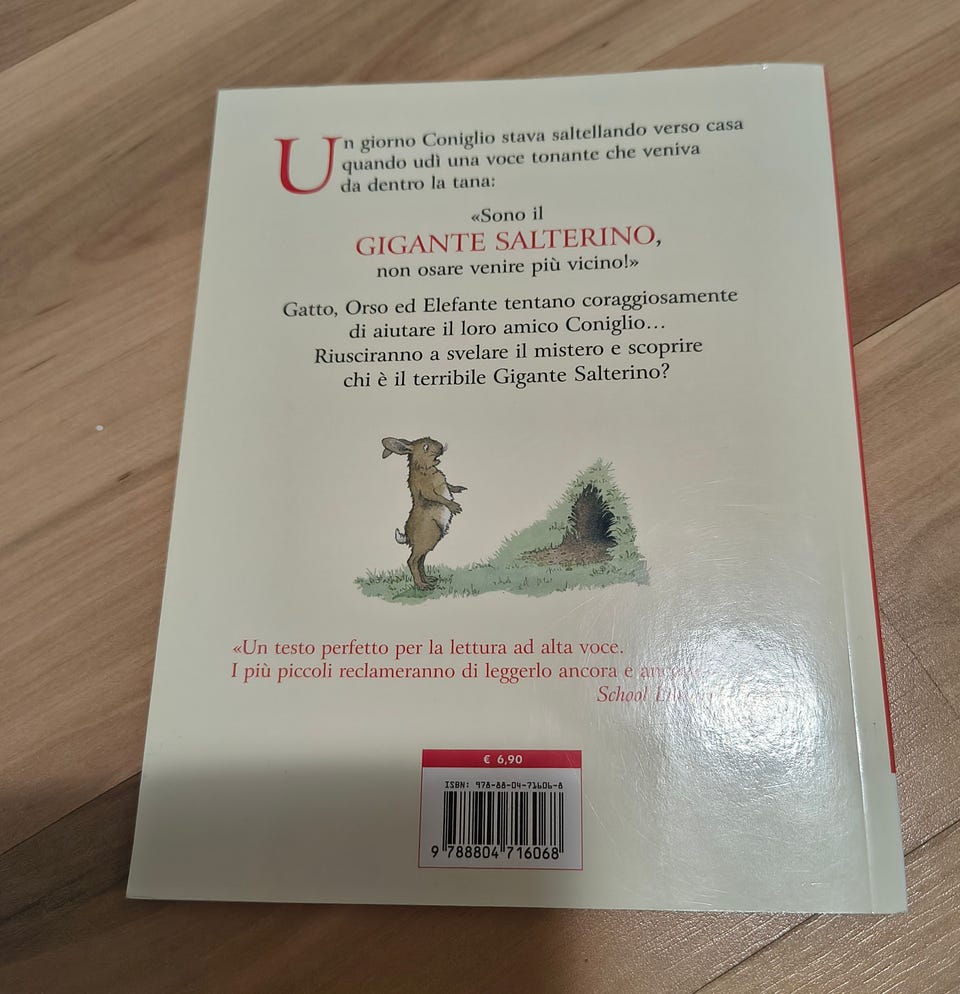 Un giorno Coniglio stava saltellando verso casa
quando udì una voce tonante che veniva
da dentro la tana:
«Sono il
GIGANTE SALTERINO,
non osare venire più vicino!»
Gatto, Orso ed Elefante tentano coraggiosamente
di aiutare il loro amico Coniglio...
Riusciranno a svelare il mistero e scoprire
chi è il terribile Gigante Salterino?
«Un testo perfetto per la lettura ad alta voce.
I più piccoli reclameranno di leggerlo ancora e
School
€ 6,90
ISBN: 978-88-04-71606-8
9 788804 716068